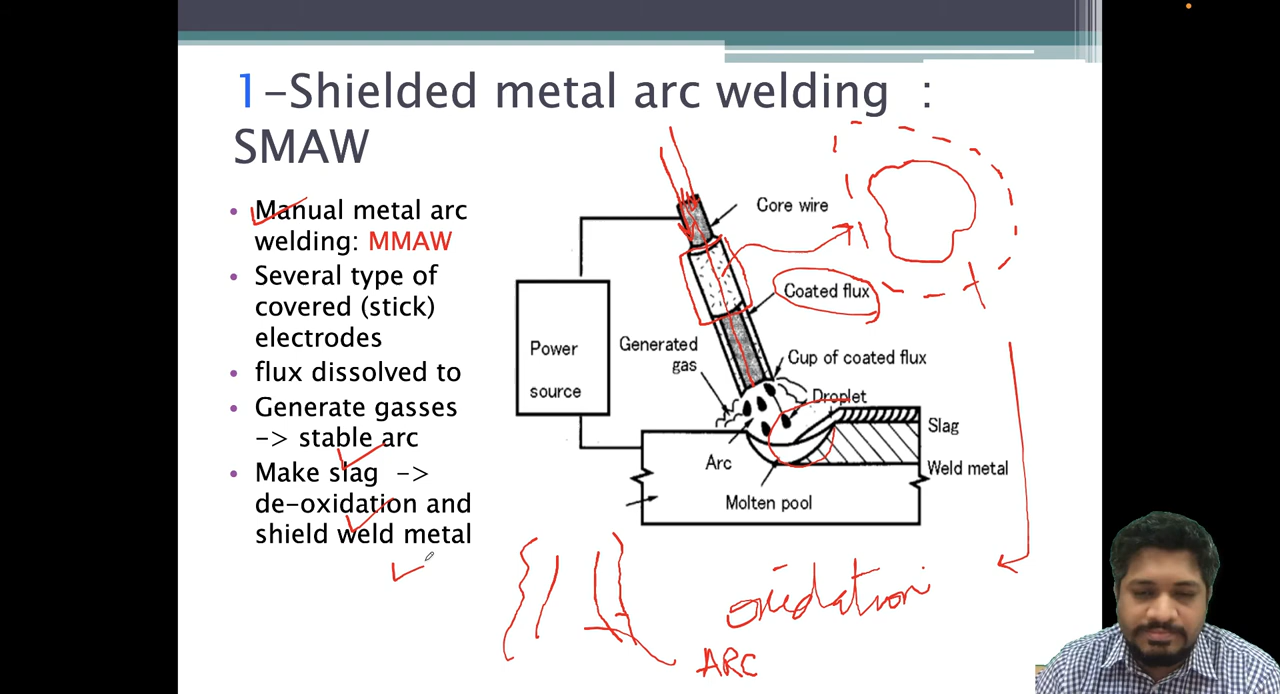 1-Shielded metal arc welding :
SMAW
• Manual metal arc
welding: MMAW
• Several type of
covered (stick)
electrodes
• flux dissolved to
• Generate gasses
-> stable arc
• Make slag ->
de-oxidation and
shield weld metal
Core wire
Coated flux
Power
source
Generated
gas
Cup of coated flux
Droplet
Slag
Arc
Weld metal
Molten pool
oxidation
ARC